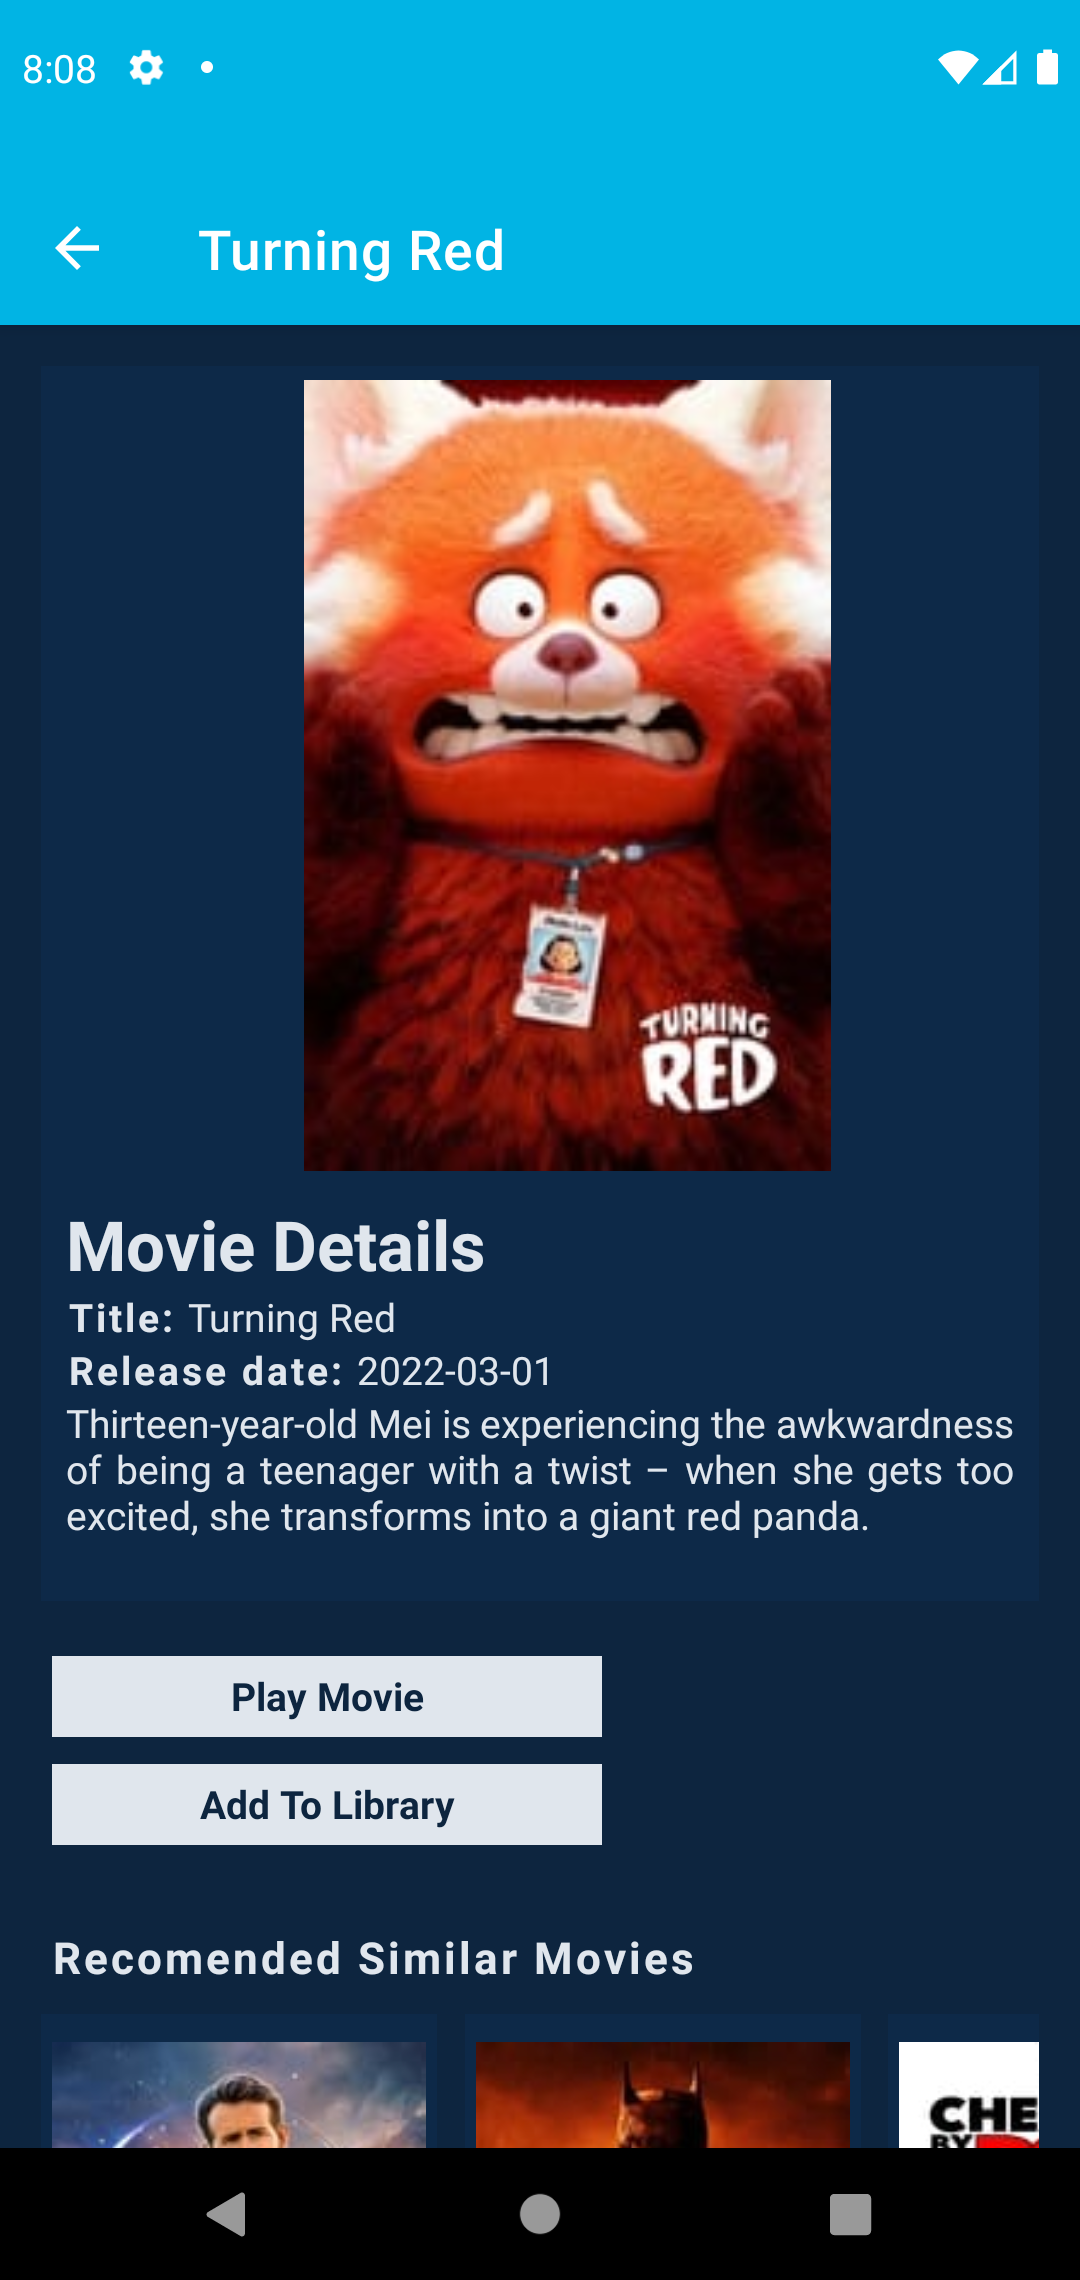 8:08
Turning Red
TURNING
RED
Movie Details
Title: Turning Red
Release date: 2022-03-01
Thirteen-year-old Mei is experiencing the awkwardness
of being a teenager with a twist – when she gets too
excited, she transforms into a giant red panda.
Play Movie
Add To Library
Recomended Similar Movies
CHE
BY